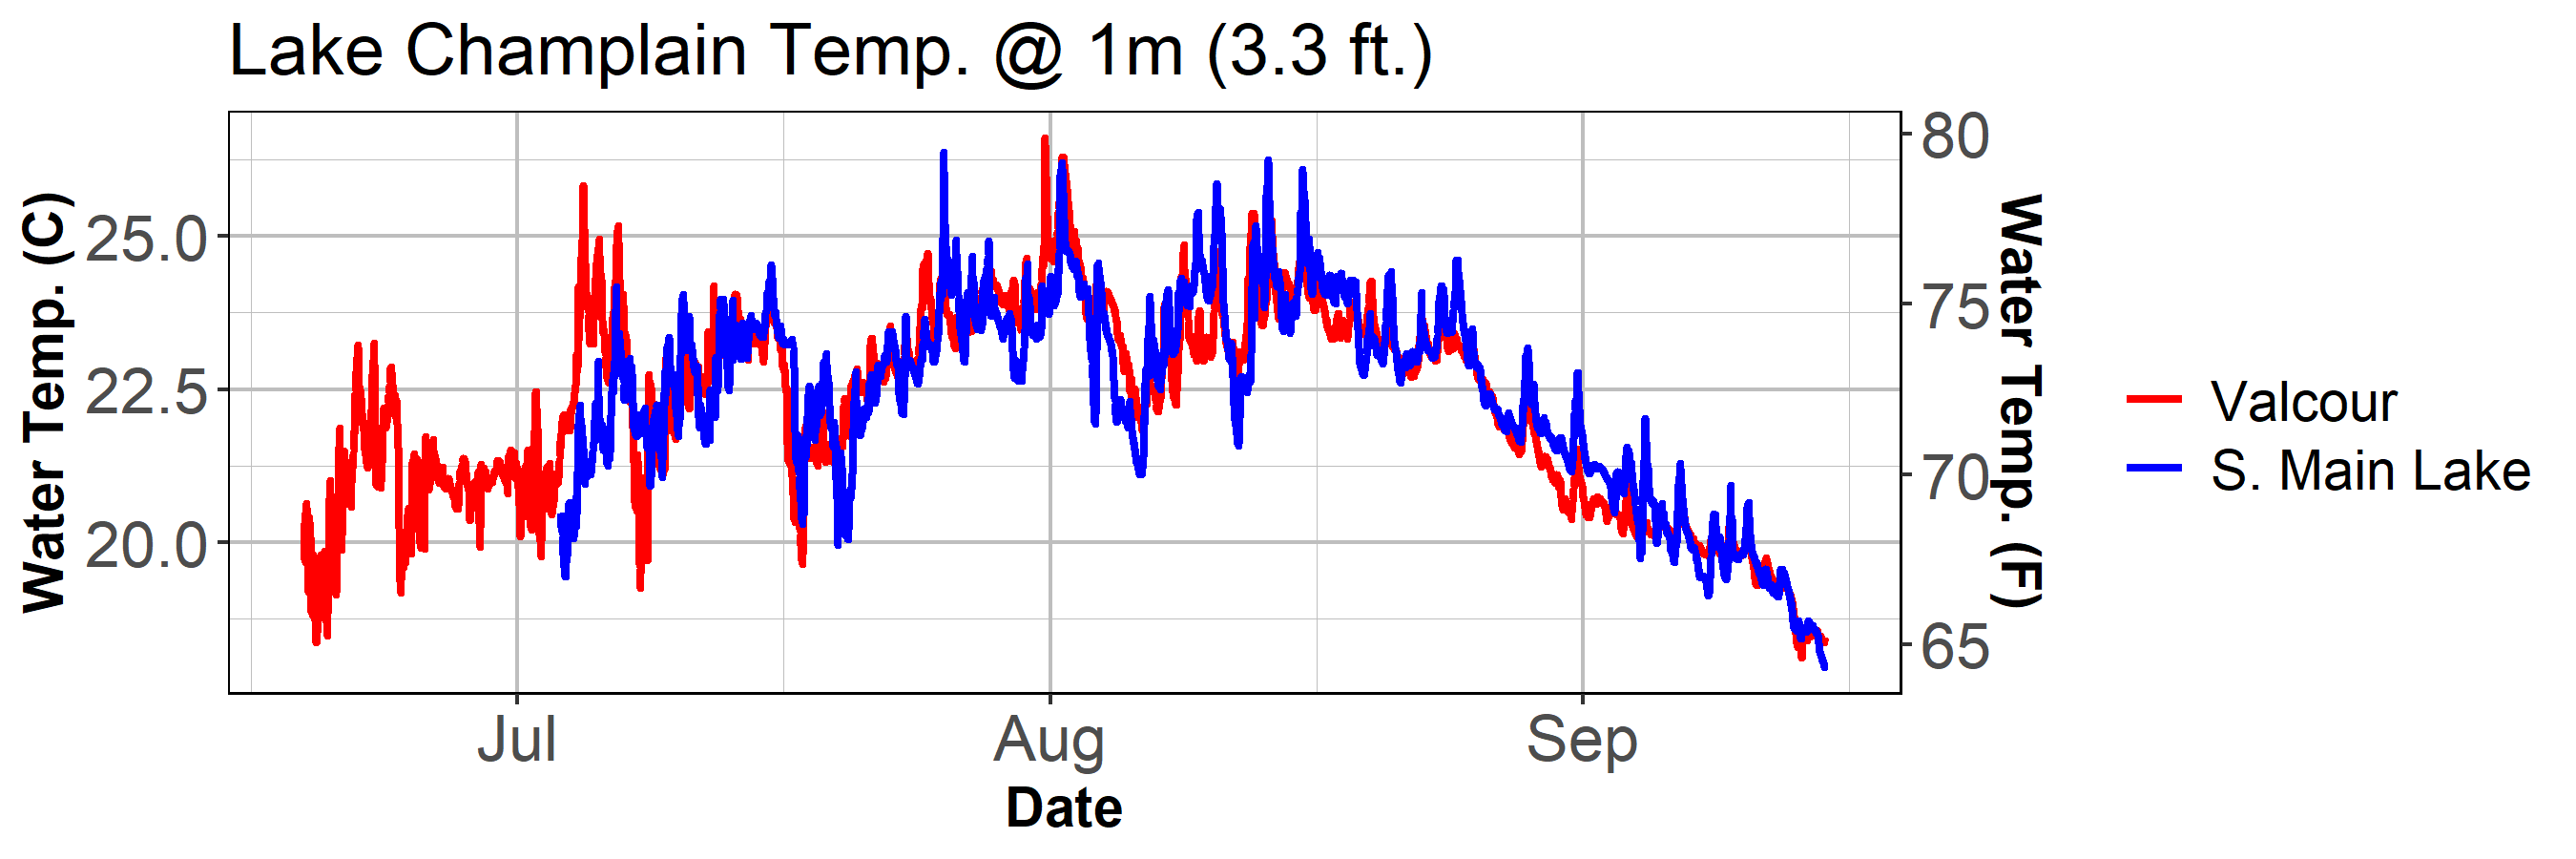 Lake Champlain Temp. @ 1m (3.3 ft.)
Water Temp. (C)
25.0
22.5
20.0
80
75
70
65
Water Temp. (F)
Jul
Aug
Sep
Date
Valcour
S. Main Lake